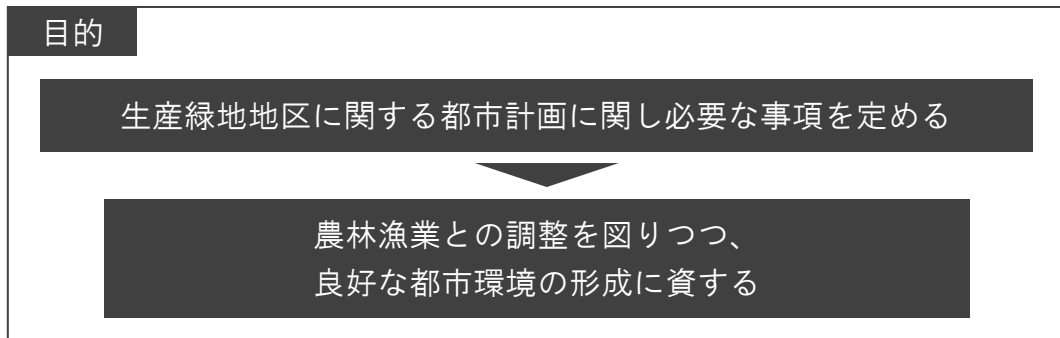 目的
生産緑地地区に関する都市計画に関し必要な事項を定める
農林漁業との調整を図りつつ、
良好な都市環境の形成に資する